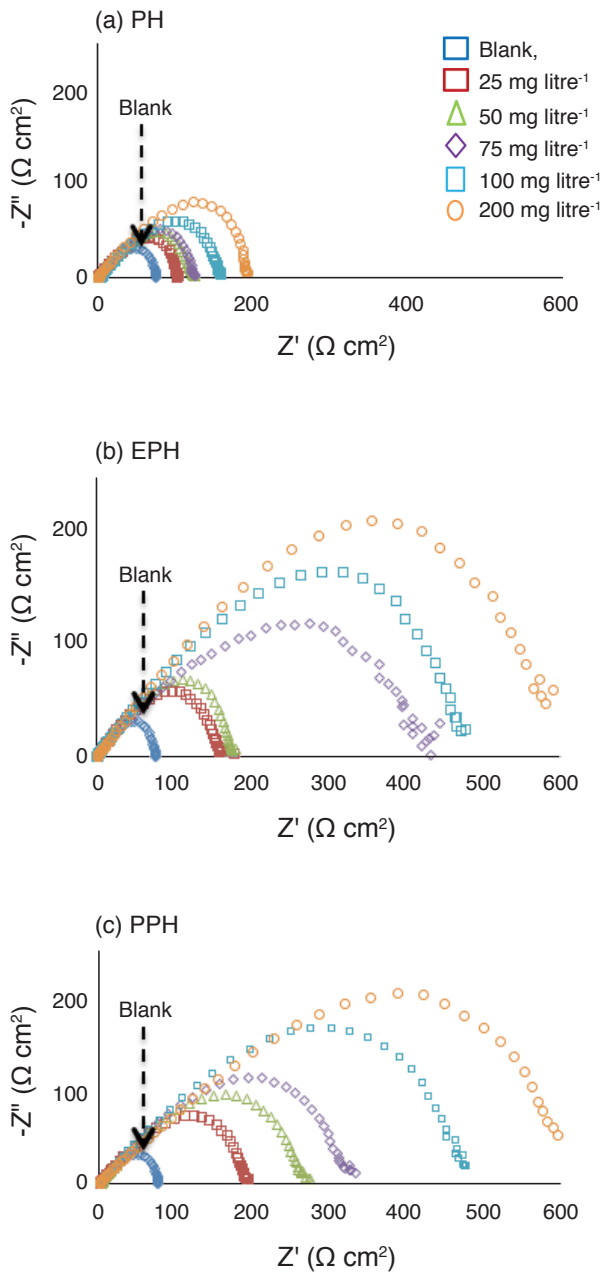 (a) PH
Blank,
25 mg litre⁻¹
50 mg litre⁻¹
75 mg litre⁻¹
100 mg litre⁻¹
200 mg litre⁻¹
Blank
200
100
0
-Z" (Ω cm²)
0 200 400 600
Z' (Ω cm²)
(b) EPH
Blank
200
100
0
-Z" (Ω cm²)
0 100 200 300 400 500 600
Z' (Ω cm²)
(c) PPH
Blank
200
100
0
-Z" (Ω cm²)
0 100 200 300 400 500 600
Z' (Ω cm²)